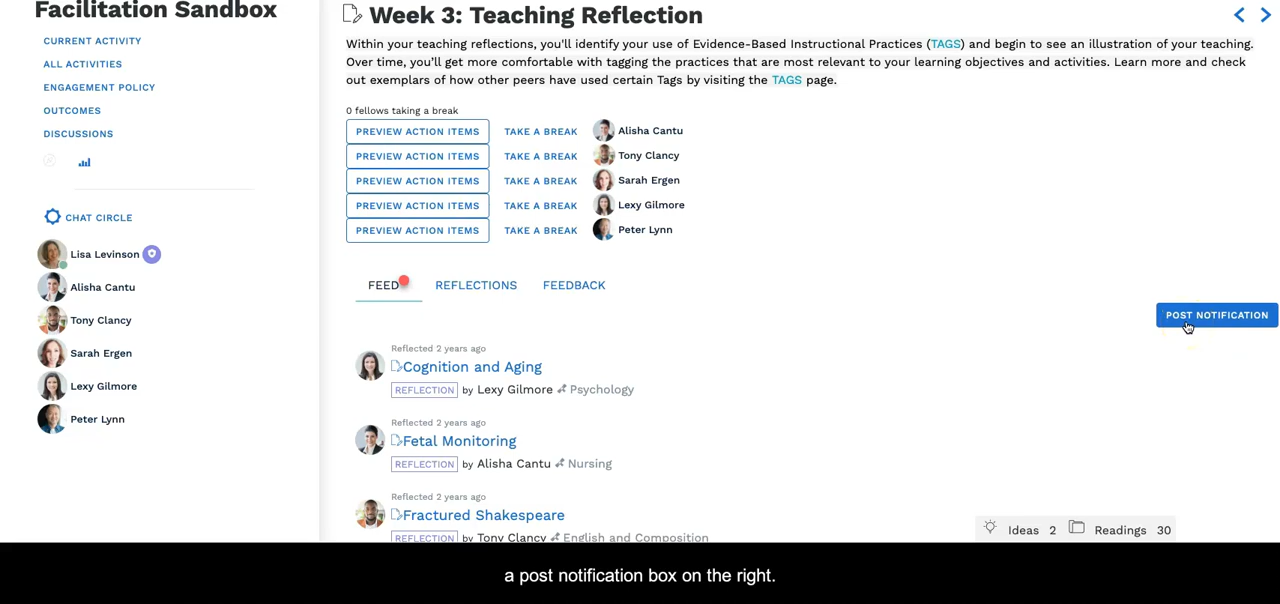 Facilitation Sandbox
CURRENT ACTIVITY
ALL ACTIVITIES
ENGAGEMENT POLICY
OUTCOMES
DISCUSSIONS
CHAT CIRCLE
Lisa Levinson
Alisha Cantu
Tony Clancy
Sarah Ergen
Lexy Gilmore
Peter Lynn
Week 3: Teaching Reflection
Within your teaching reflections, you'll identify your use of Evidence-Based Instructional Practices (TAGS) and begin to see an illustration of your teaching.
Over time, you'll get more comfortable with tagging the practices that are most relevant to your learning objectives and activities. Learn more and check
out exemplars of how other peers have used certain Tags by visiting the TAGS page.
0 fellows taking a break
PREVIEW ACTION ITEMS TAKE A BREAK Alisha Cantu
PREVIEW ACTION ITEMS TAKE A BREAK Tony Clancy
PREVIEW ACTION ITEMS TAKE A BREAK Sarah Ergen
PREVIEW ACTION ITEMS TAKE A BREAK Lexy Gilmore
PREVIEW ACTION ITEMS TAKE A BREAK Peter Lynn
FEED REFLECTIONS FEEDBACK
POST NOTIFICATION
Reflected 2 years ago
Cognition and Aging
REFLECTION by Lexy Gilmore Psychology
Reflected 2 years ago
Fetal Monitoring
REFLECTION by Alisha Cantu Nursing
Reflected 2 years ago
Fractured Shakespeare
REFLECTION by Tony Clancy English and Composition
Ideas 2 Readings 30
a post notification box on the right.